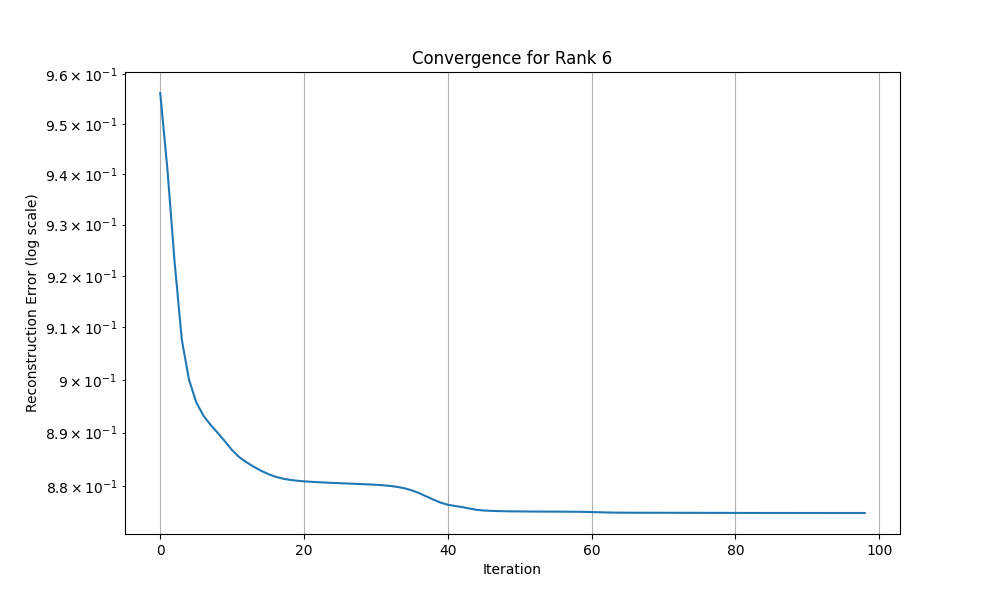 Convergence for Rank 6
9.6 × 10⁻¹
9.5 × 10⁻¹
9.4 × 10⁻¹
9.3 × 10⁻¹
9.2 × 10⁻¹
9.1 × 10⁻¹
9 × 10⁻¹
8.9 × 10⁻¹
8.8 × 10⁻¹
Reconstruction Error (log scale)
0 20 40 60 80 100
Iteration